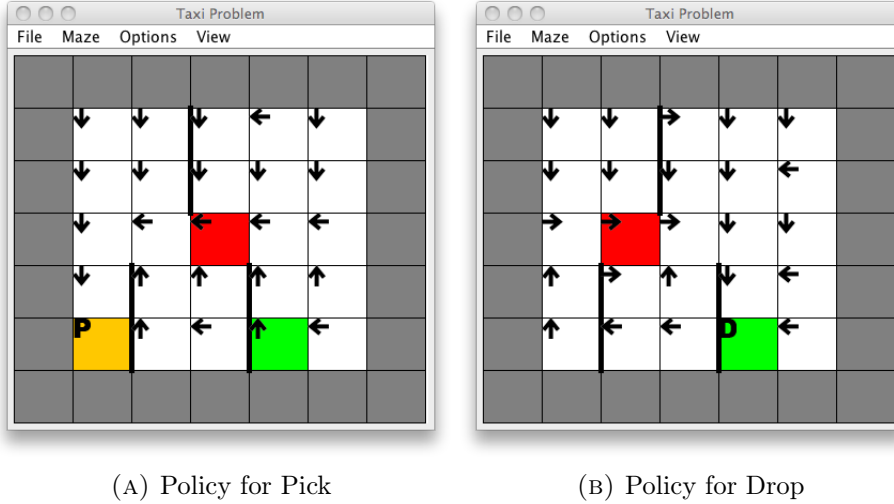 Taxi Problem
File Maze Options View
P
(A) Policy for Pick
Taxi Problem
File Maze Options View
D
(B) Policy for Drop